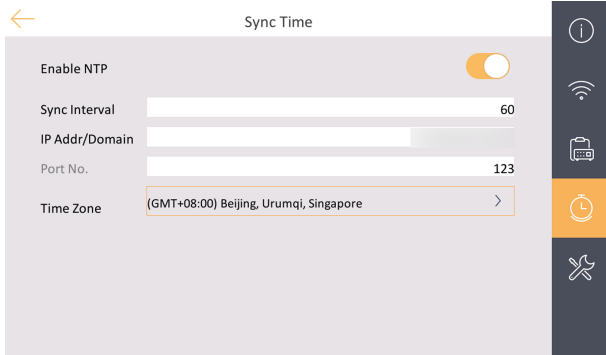 Sync Time
Enable NTP
Sync Interval 60
IP Addr/Domain
Port No. 123
Time Zone (GMT+08:00) Beijing, Urumqi, Singapore